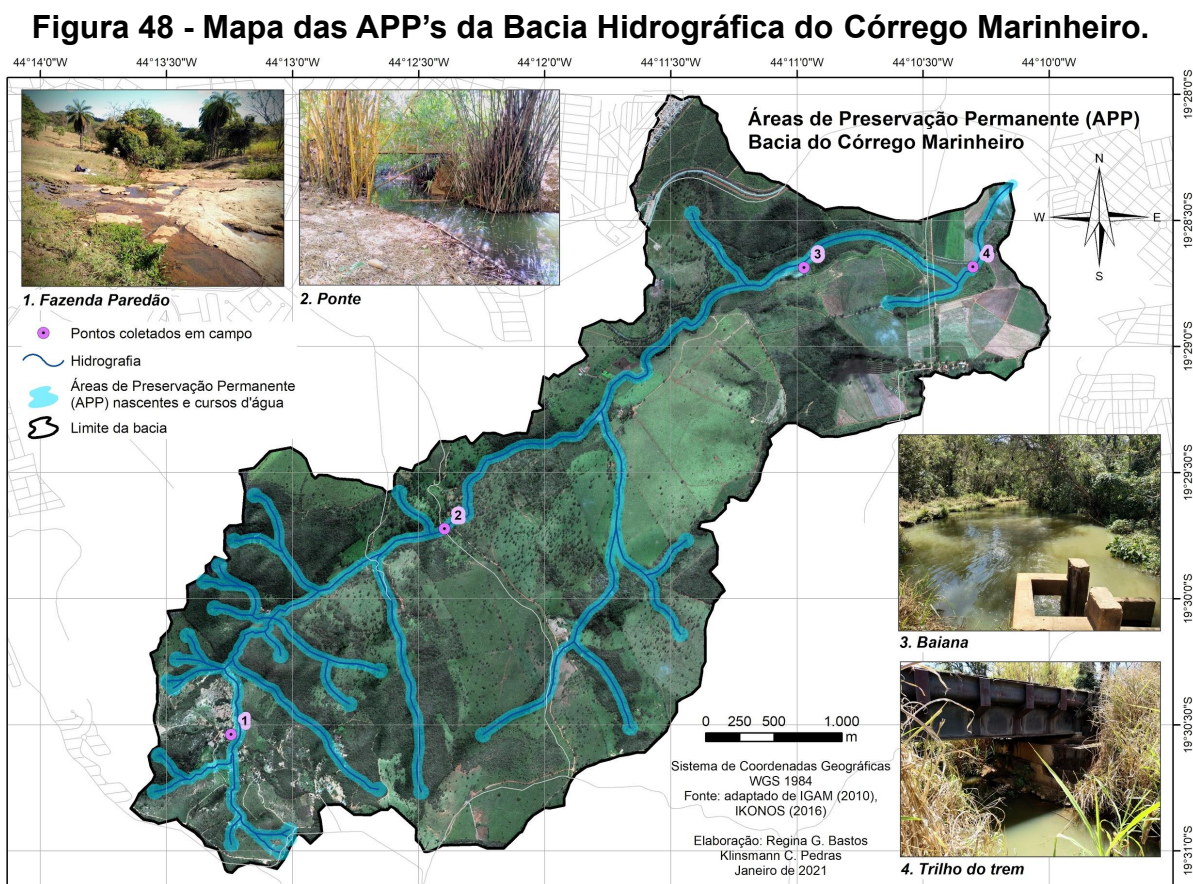 Figura 48 - Mapa das APP's da Bacia Hidrográfica do Córrego Marinheiro.
44°14'0"W 44°13'30"W 44°13'0"W 44°12'30"W 44°12'0"W 44°11'30"W 44°11'0"W 44°10'30"W 44°10'0"W
19°28'0"S
19°28'30"S
19°29'0"S
19°29'30"S
19°30'0"S
19°30'30"S
19°31'0"S
Áreas de Preservação Permanente (APP)
Bacia do Córrego Marinheiro
N
W E
S
1. Fazenda Paredão
2. Ponte
Pontos coletados em campo
Hidrografia
Áreas de Preservação Permanente
(APP) nascentes e cursos d'água
Limite da bacia
3
4
2
1
3. Baiana
4. Trilho do trem
0 250 500 1.000
m
Sistema de Coordenadas Geográficas
WGS 1984
Fonte: adaptado de IGAM (2010),
IKONOS (2016)
Elaboração: Regina G. Bastos
Klinsmann C. Pedras
Janeiro de 2021